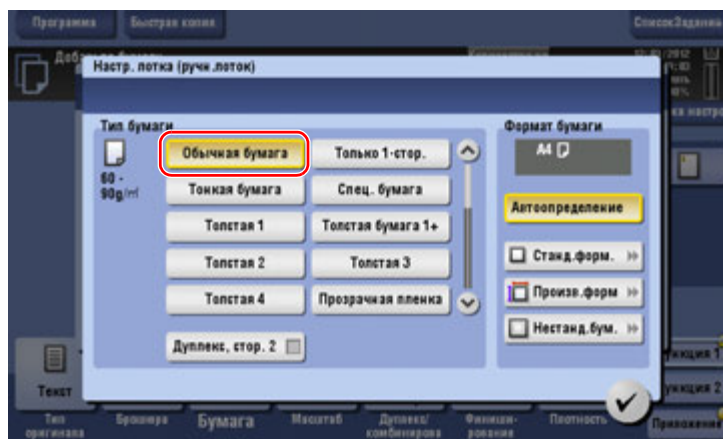 Программа
Быстрая копия
СписокЗадание
Настр. лотка (ручн.лоток)
Тип бумаги
Формат бумаги
60 -
90g/㎡
Обычная бумага
Только 1-стор.
A4
Тонкая бумага
Спец. бумага
Автоопределение
Толстая 1
Толстая бумага 1+
Толстая 2
Толстая 3
Станд.форм.
Толстая 4
Прозрачная пленка
Произв.форм
Дуплекс, стор. 2
Нестанд.бум.
Текст
Тип
оригинала
Брошюра
Бумага
Масштаб
Дуплекс/
комбинирова
Финиши-
рование
Плотность
Приложение